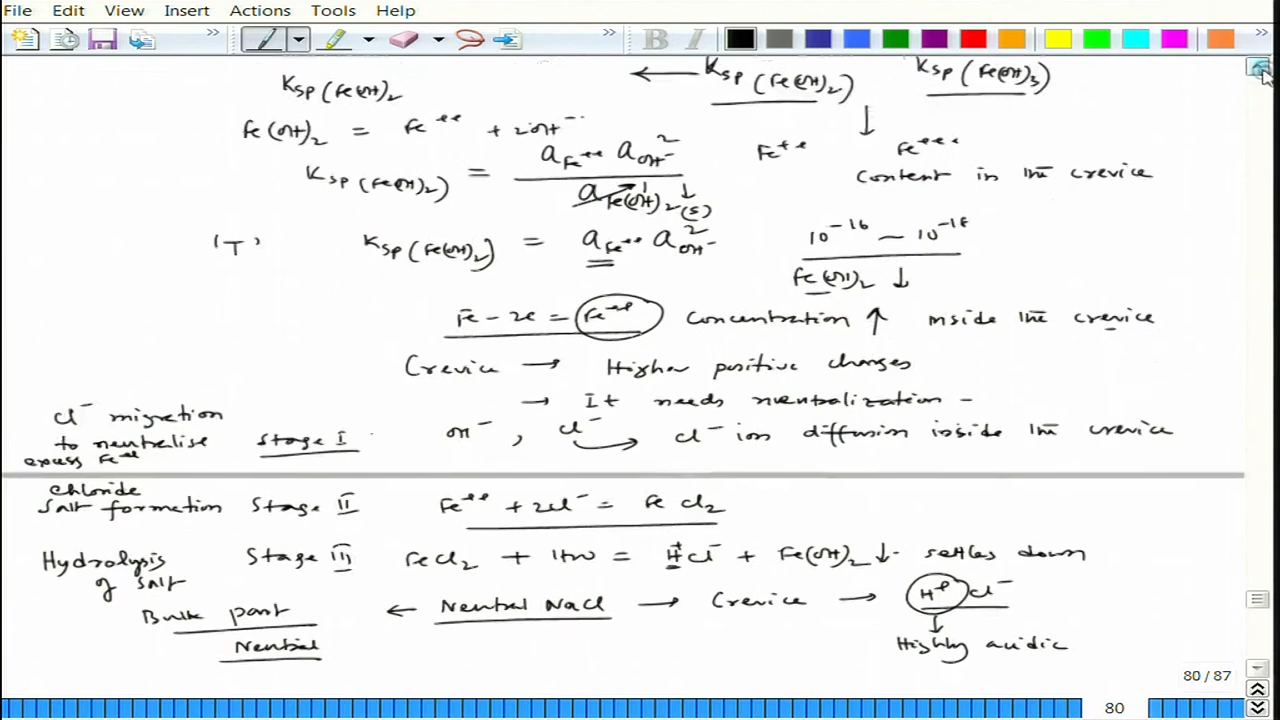 File Edit View Insert Actions Tools Help
B I
Ksp (Fe(OH)2) ← Ksp (Fe(OH)2) Ksp (Fe(OH)3)
Fe(OH)2 = Fe++ + 2OH- Fe++ Fe+++
Ksp (Fe(OH)2) = aFe++ aOH-² / aFe(OH)2 ↓(s) content in the crevice
'T' Ksp (Fe(OH)2) = aFe++ aOH-² 10^-16 ~ 10^-18
Fe(OH)2 ↓
Fe - 2e = Fe++ concentration ↑ inside the crevice
Crevice → Higher positive charges
→ It needs neutralization -
Cl- migration
to neutralise
excess Fe++ Stage I OH-, Cl- → Cl- ion diffusion inside the crevice
chloride
salt formation Stage II Fe++ + 2Cl- = FeCl2
Hydrolysis
of salt Stage III FeCl2 + HOH = H+Cl- + Fe(OH)2 ↓ settles down
Bulk part ← Neutral NaCl → Crevice → H+Cl-
Neutral ↓ Highly acidic
80 / 87
80